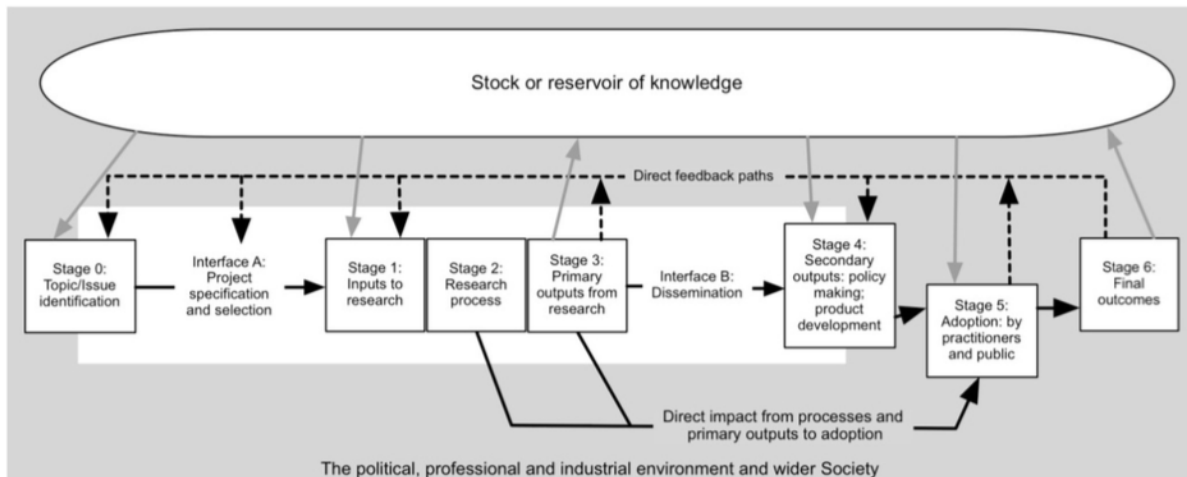 Stock or reservoir of knowledge
Direct feedback paths
Stage 0:
Topic/Issue
identification
Interface A:
Project
specification
and selection
Stage 1:
Inputs to
research
Stage 2:
Research
process
Stage 3:
Primary
outputs from
research
Interface B:
Dissemination
Stage 4:
Secondary
outputs: policy
making;
product
development
Stage 5:
Adoption: by
practitioners
and public
Stage 6:
Final
outcomes
Direct impact from processes and
primary outputs to adoption
The political, professional and industrial environment and wider Society